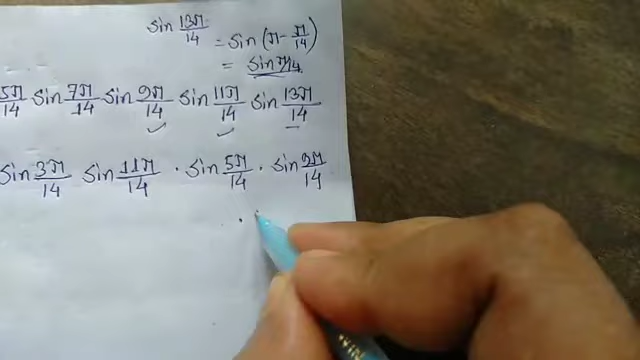 sin 13π/14 = sin (π - π/14)
= sin π/14
5π/14 sin 7π/14 sin 9π/14 sin 11π/14 sin 13π/14
sin 3π/14 sin 11π/14 · sin 5π/14 · sin 9π/14